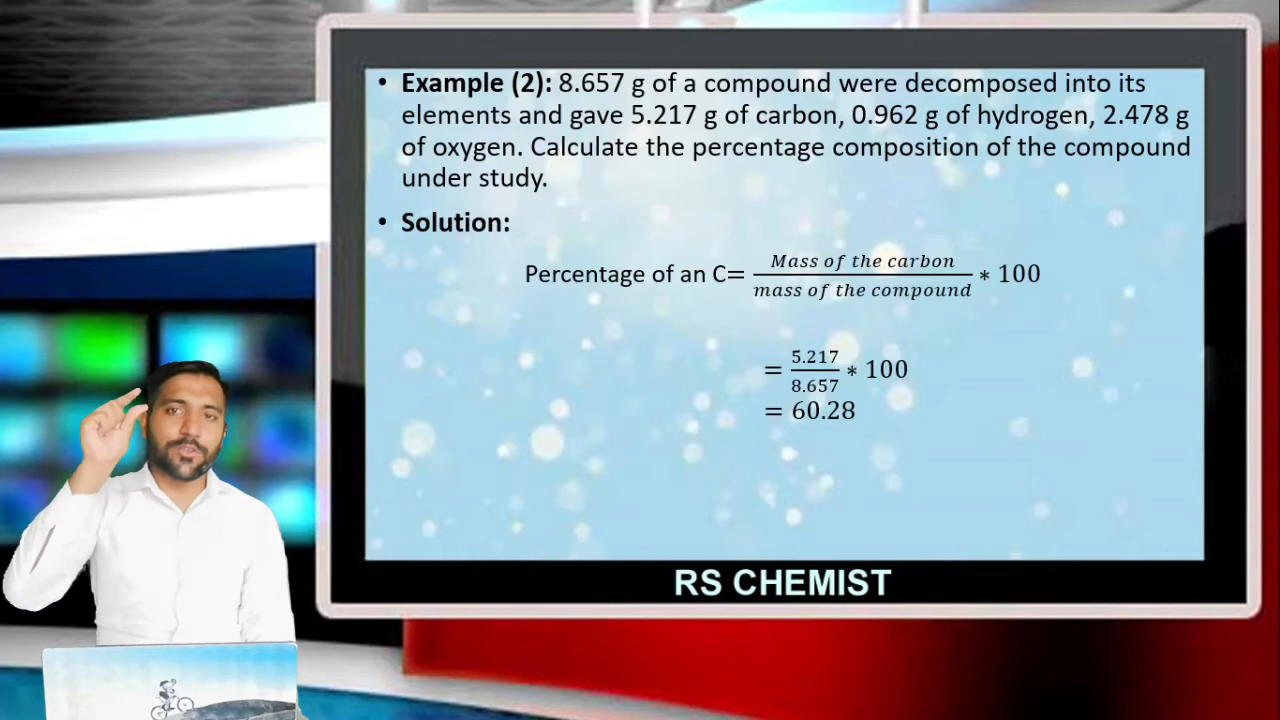 • Example (2): 8.657 g of a compound were decomposed into its
elements and gave 5.217 g of carbon, 0.962 g of hydrogen, 2.478 g
of oxygen. Calculate the percentage composition of the compound
under study.
• Solution:
Percentage of an C= Mass of the carbon / mass of the compound * 100
= 5.217 / 8.657 * 100
= 60.28
RS CHEMIST